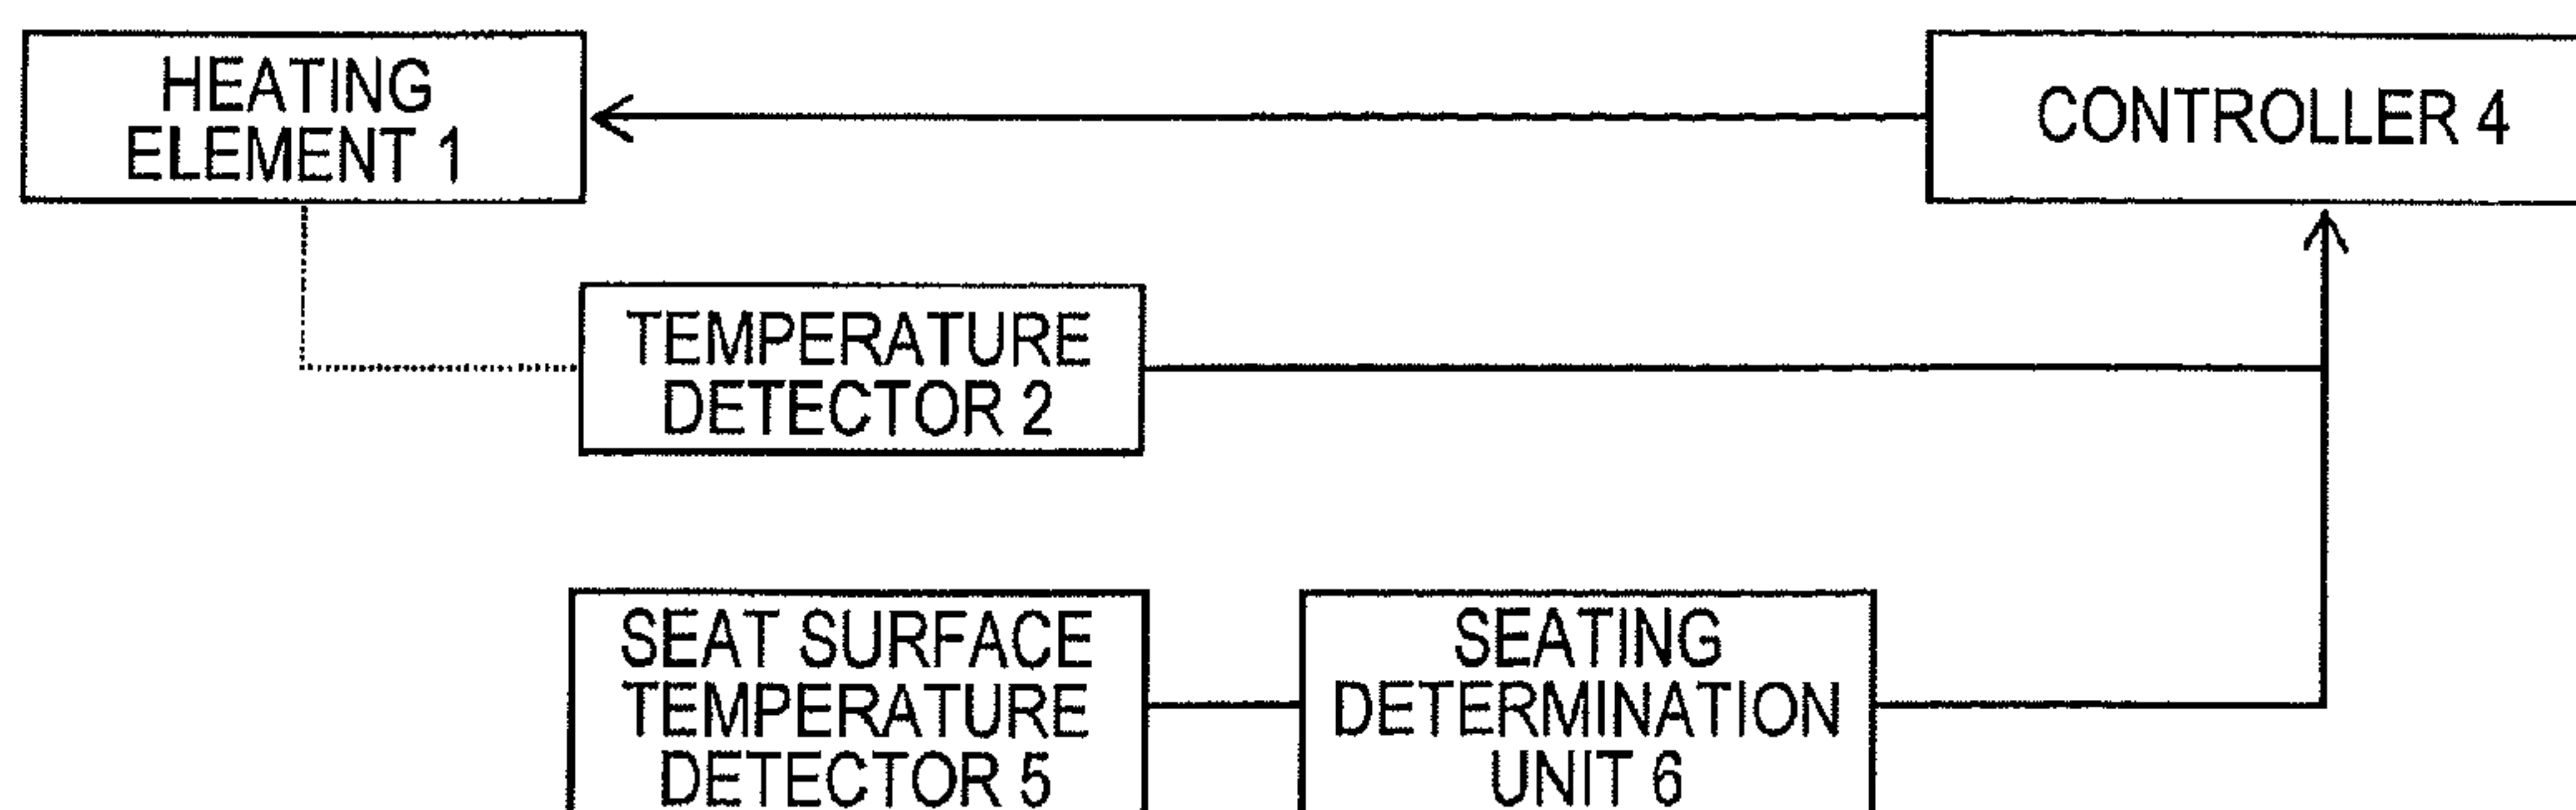 HEATING
ELEMENT 1
CONTROLLER 4
TEMPERATURE
DETECTOR 2
SEAT SURFACE
TEMPERATURE
DETECTOR 5
SEATING
DETERMINATION
UNIT 6